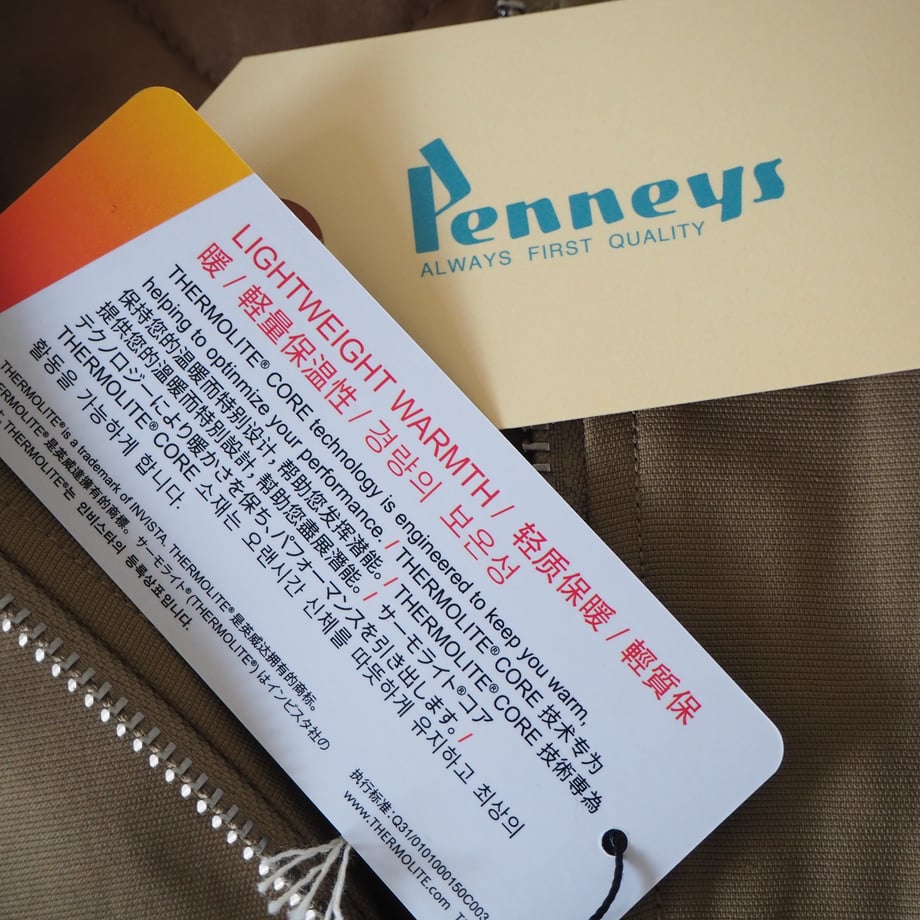 Penneys
ALWAYS FIRST QUALITY
LIGHTWEIGHT WARMTH / 轻质保暖 / 輕質保
暖 / 軽量保温性 / 경량의 보온성
THERMOLITE® CORE technology is engineered to keep you warm,
helping to optinmize your performance. / THERMOLITE® CORE 技术专为
保持您的温暖而特别设计, 帮助您发挥潜能。 / THERMOLITE® CORE 技術專為
提供您的溫暖而特別設計, 幫助您盡展潛能。 / サーモライト®コア
テクノロジーにより暖かさを保ち、パフォーマンスを引き出します。 /
THERMOLITE®CORE 소재는 오랜시간 신체를 따뜻하게 유지하고 최상의
활동을 가능하게 합니다.
THERMOLITE® is a trademark of INVISTA. THERMOLITE® 是英威达拥有的商标。
THERMOLITE® 是英威達擁有的商標。 サーモライト® (THERMOLITE®) はインビスタ社の
THERMOLITE®는 인비스타의 등록상표입니다.
执行标准: Q31/0101000150C003
www.THERMOLITE.com